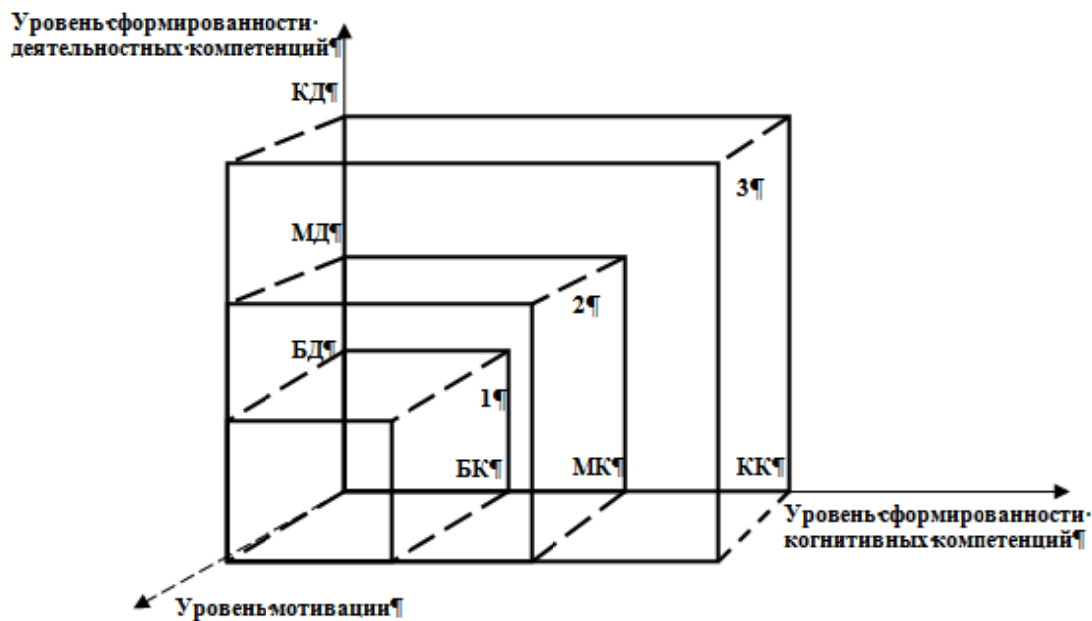 Уровень·сформированности·
деятельностных·компетенций¶
КД¶
3¶
МД¶
2¶
БД¶
1¶
БК¶ МК¶ КК¶
Уровень·сформированности·
когнитивных·компетенций¶
Уровень·мотивации¶